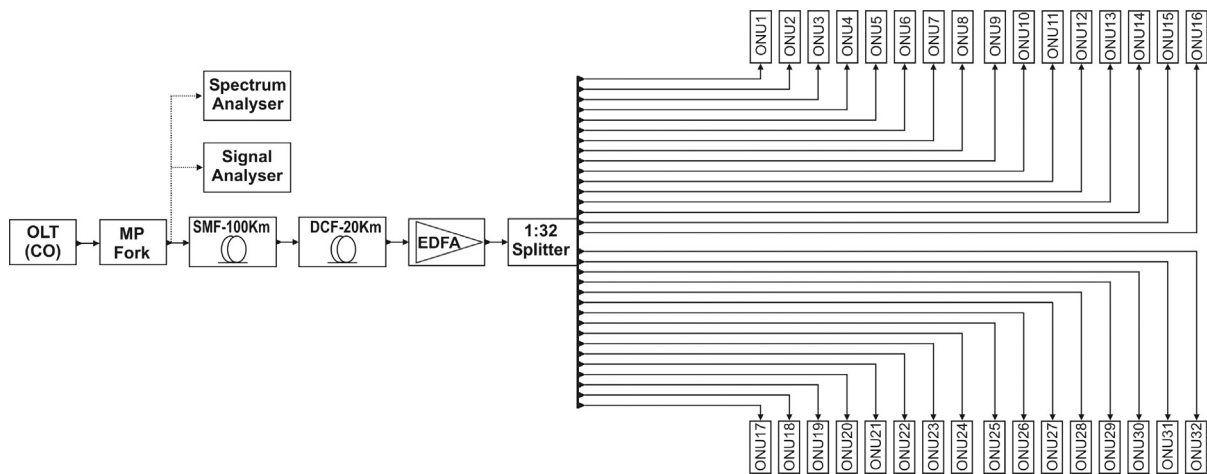 ONU1
ONU2
ONU3
ONU4
ONU5
ONU6
ONU7
ONU8
ONU9
ONU10
ONU11
ONU12
ONU13
ONU14
ONU15
ONU16
Spectrum
Analyser
Signal
Analyser
OLT
(CO)
MP
Fork
SMF-100Km
DCF-20Km
EDFA
1:32
Splitter
ONU17
ONU18
ONU19
ONU20
ONU21
ONU22
ONU23
ONU24
ONU25
ONU26
ONU27
ONU28
ONU29
ONU30
ONU31
ONU32